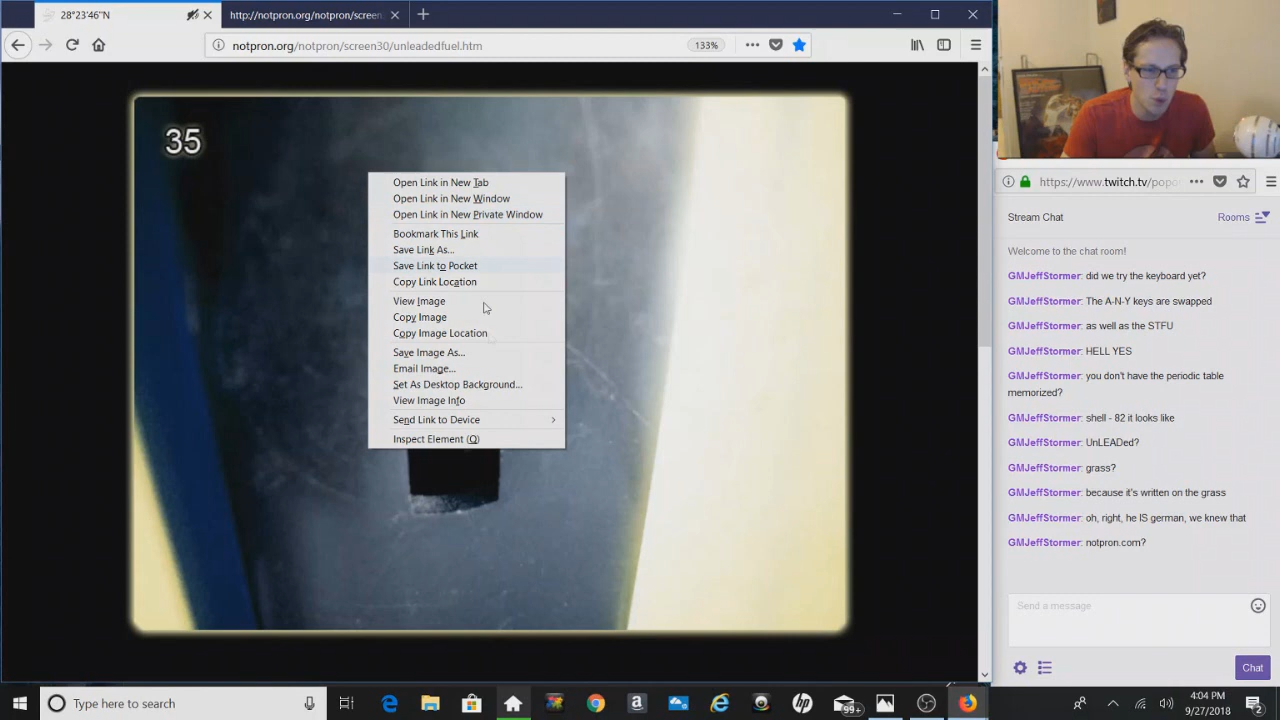 28°23'46"N
http://notpron.org/notpron/screen
notpron.org/notpron/screen30/unleadedfuel.htm
133%
35
Open Link in New Tab
Open Link in New Window
Open Link in New Private Window
Bookmark This Link
Save Link As...
Save Link to Pocket
Copy Link Location
View Image
Copy Image
Copy Image Location
Save Image As...
Email Image...
Set As Desktop Background...
View Image Info
Send Link to Device
Inspect Element (Q)
https://www.twitch.tv/popo
Stream Chat
Rooms
Welcome to the chat room!
GMJeffStormer: did we try the keyboard yet?
GMJeffStormer: The A-N-Y keys are swapped
GMJeffStormer: as well as the STFU
GMJeffStormer: HELL YES
GMJeffStormer: you don't have the periodic table
memorized?
GMJeffStormer: shell - 82 it looks like
GMJeffStormer: UnLEADed?
GMJeffStormer: grass?
GMJeffStormer: because it's written on the grass
GMJeffStormer: oh, right, he IS german, we knew that
GMJeffStormer: notpron.com?
Send a message
Chat
Type here to search
99+
4:04 PM
9/27/2018
2